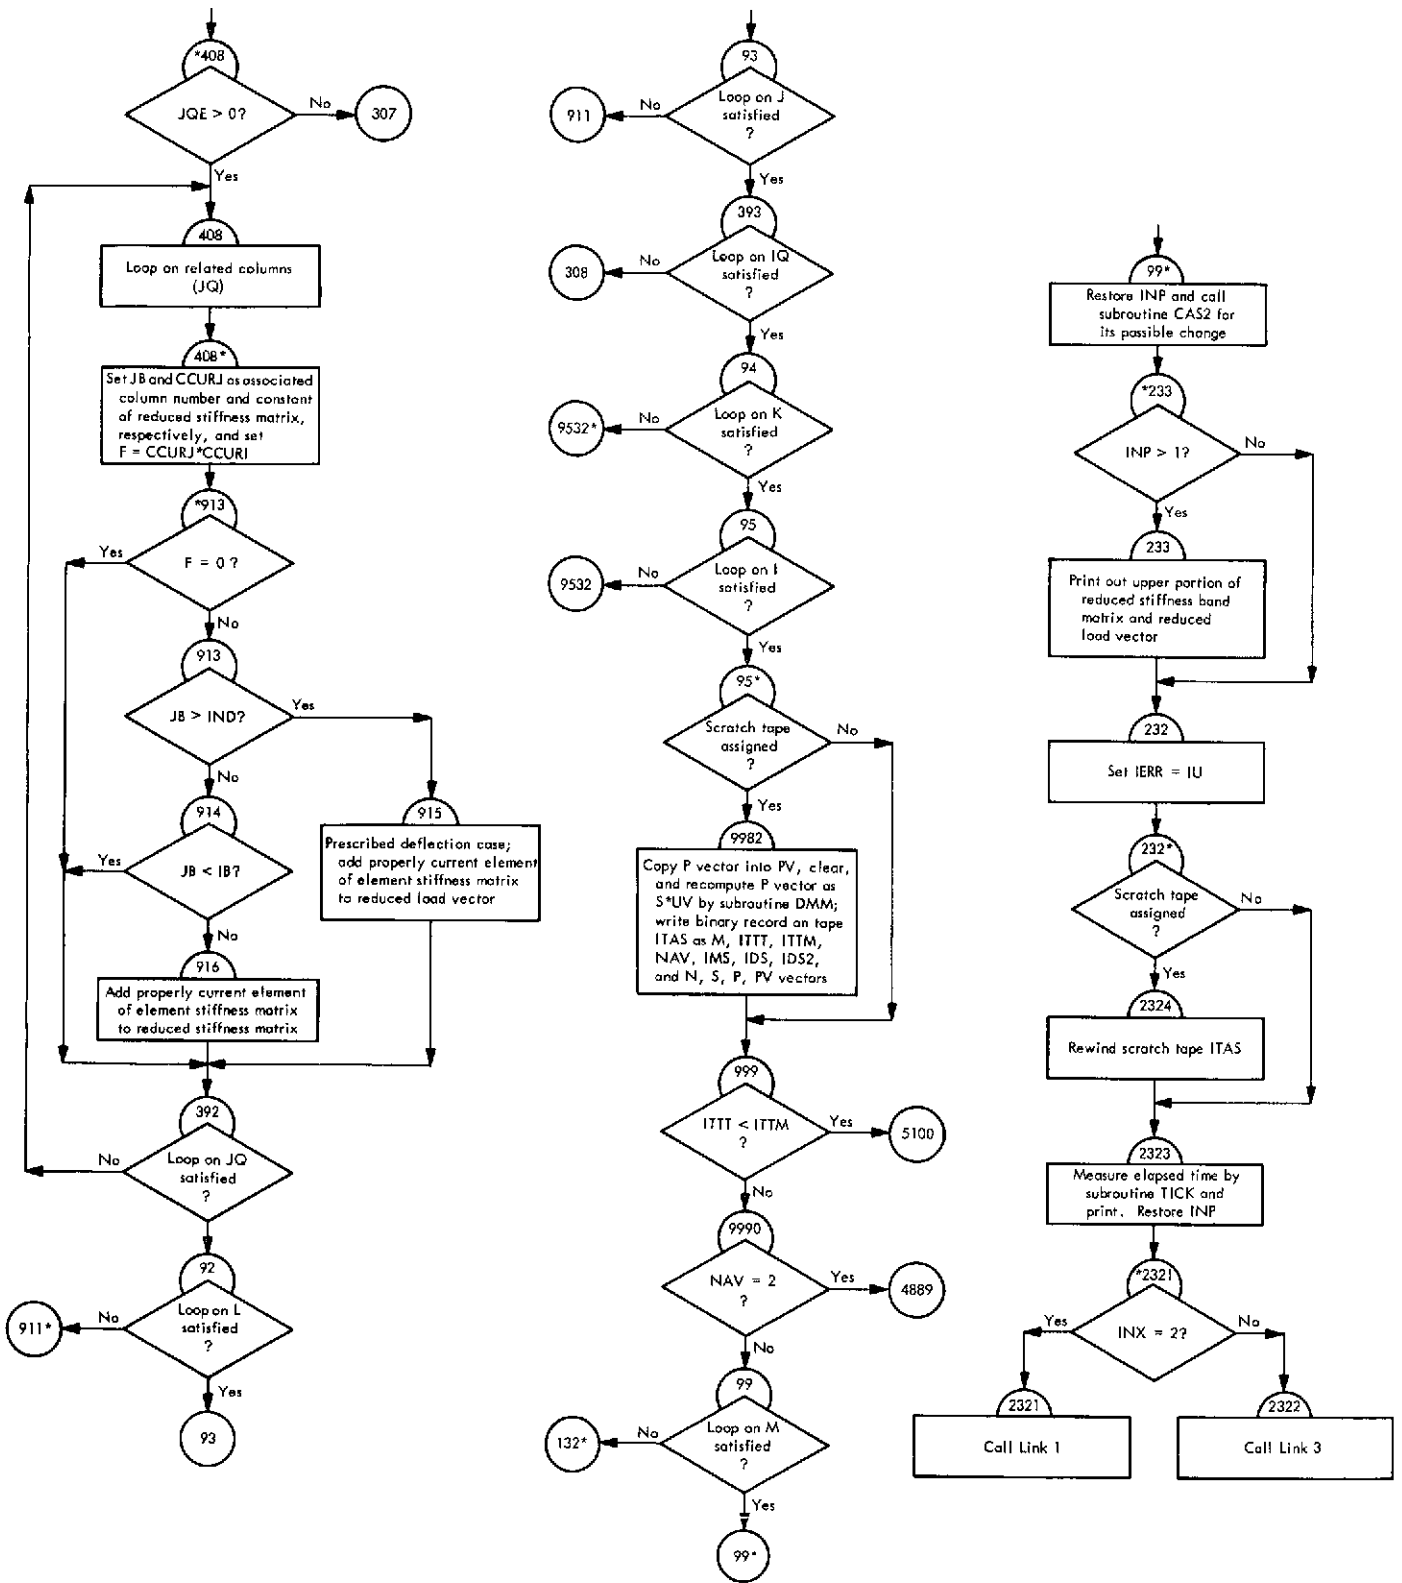 *408
JQE > 0?
No
307
Yes
408
Loop on related columns
(JQ)
408*
Set JB and CCURJ as associated
column number and constant
of reduced stiffness matrix,
respectively, and set
F = CCURJ*CCURI
*913
F = 0 ?
Yes
No
913
JB > IND?
Yes
No
914
JB < IB?
Yes
No
915
Prescribed deflection case;
add properly current element
of element stiffness matrix
to reduced load vector
916
Add properly current element
of element stiffness matrix
to reduced stiffness matrix
392
Loop on JQ
satisfied
?
No
92
Loop on L
satisfied
?
No
911*
Yes
93
93
Loop on J
satisfied
?
No
911
Yes
393
Loop on IQ
satisfied
?
No
308
Yes
94
Loop on K
satisfied
?
No
9532*
Yes
95
Loop on I
satisfied
?
No
9532
Yes
95*
Scratch tape
assigned
?
No
Yes
9982
Copy P vector into PV, clear,
and recompute P vector as
S*UV by subroutine DMM;
write binary record on tape
ITAS as M, ITTT, ITTM,
NAV, IMS, IDS, IDS2,
and N, S, P, PV vectors
999
ITTT < ITTM
?
Yes
5100
No
9990
NAV = 2
?
Yes
4889
No
99
Loop on M
satisfied
?
No
132*
Yes
99*
99*
Restore INP and call
subroutine CAS2 for
its possible change
*233
INP > 1?
No
Yes
233
Print out upper portion of
reduced stiffness band
matrix and reduced
load vector
232
Set IERR = IU
232*
Scratch tape
assigned
?
No
Yes
2324
Rewind scratch tape ITAS
2323
Measure elapsed time by
subroutine TICK and
print. Restore INP
*2321
INX = 2?
Yes
No
2321
Call Link 1
2322
Call Link 3